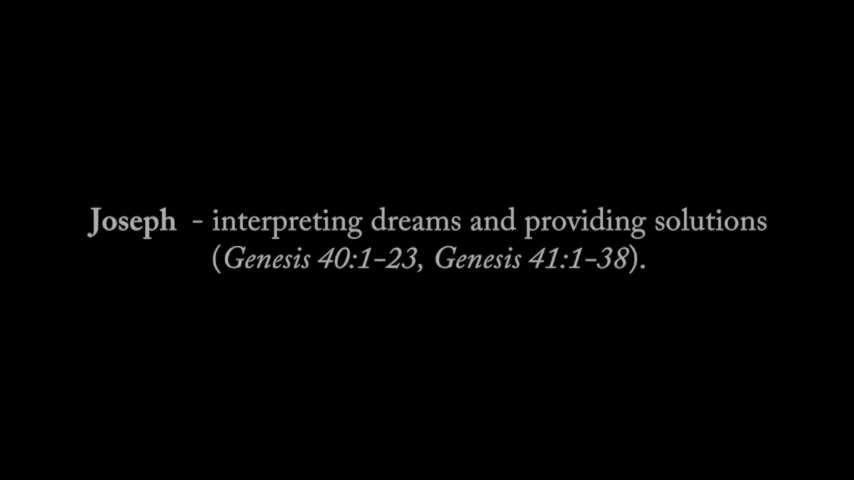 Joseph - interpreting dreams and providing solutions
(Genesis 40:1-23, Genesis 41:1-38).